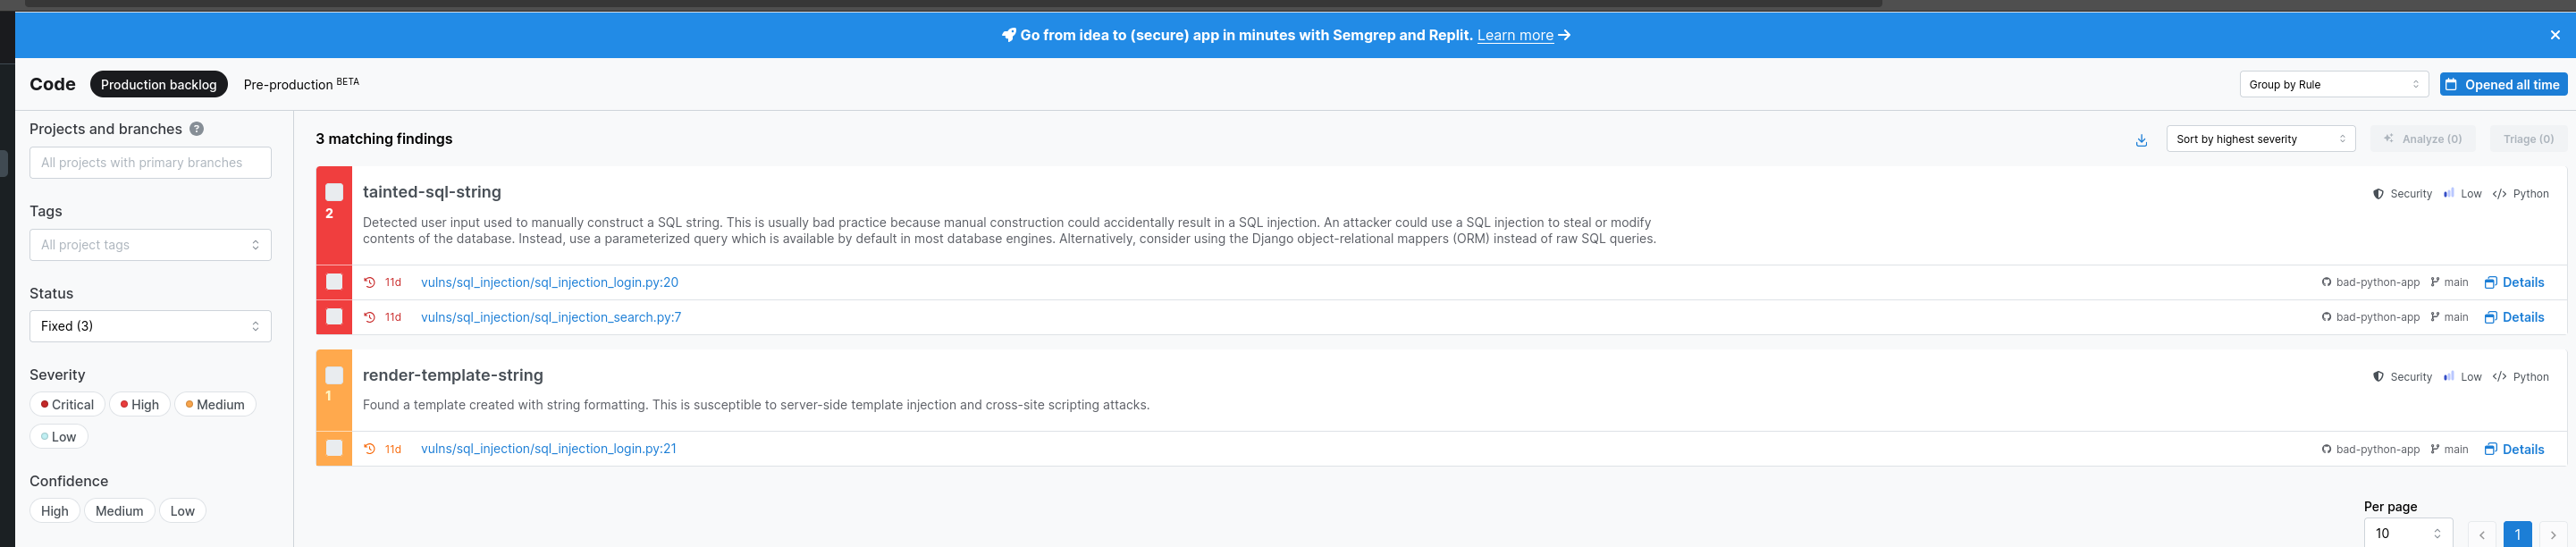 Go from idea to (secure) app in minutes with Semgrep and Replit. Learn more
Code
Production backlog
Pre-production BETA
Group by Rule
Opened all time
Projects and branches
All projects with primary branches
Tags
All project tags
Status
Fixed (3)
Severity
Critical
High
Medium
Low
Confidence
High
Medium
Low
3 matching findings
Sort by highest severity
Analyze (0)
Triage (0)
2
tainted-sql-string
Security
Low
Python
Detected user input used to manually construct a SQL string. This is usually bad practice because manual construction could accidentally result in a SQL injection. An attacker could use a SQL injection to steal or modify
contents of the database. Instead, use a parameterized query which is available by default in most database engines. Alternatively, consider using the Django object-relational mappers (ORM) instead of raw SQL queries.
11d vulns/sql_injection/sql_injection_login.py:20 bad-python-app main Details
11d vulns/sql_injection/sql_injection_search.py:7 bad-python-app main Details
1
render-template-string
Security
Low
Python
Found a template created with string formatting. This is susceptible to server-side template injection and cross-site scripting attacks.
11d vulns/sql_injection/sql_injection_login.py:21 bad-python-app main Details
Per page
10
1